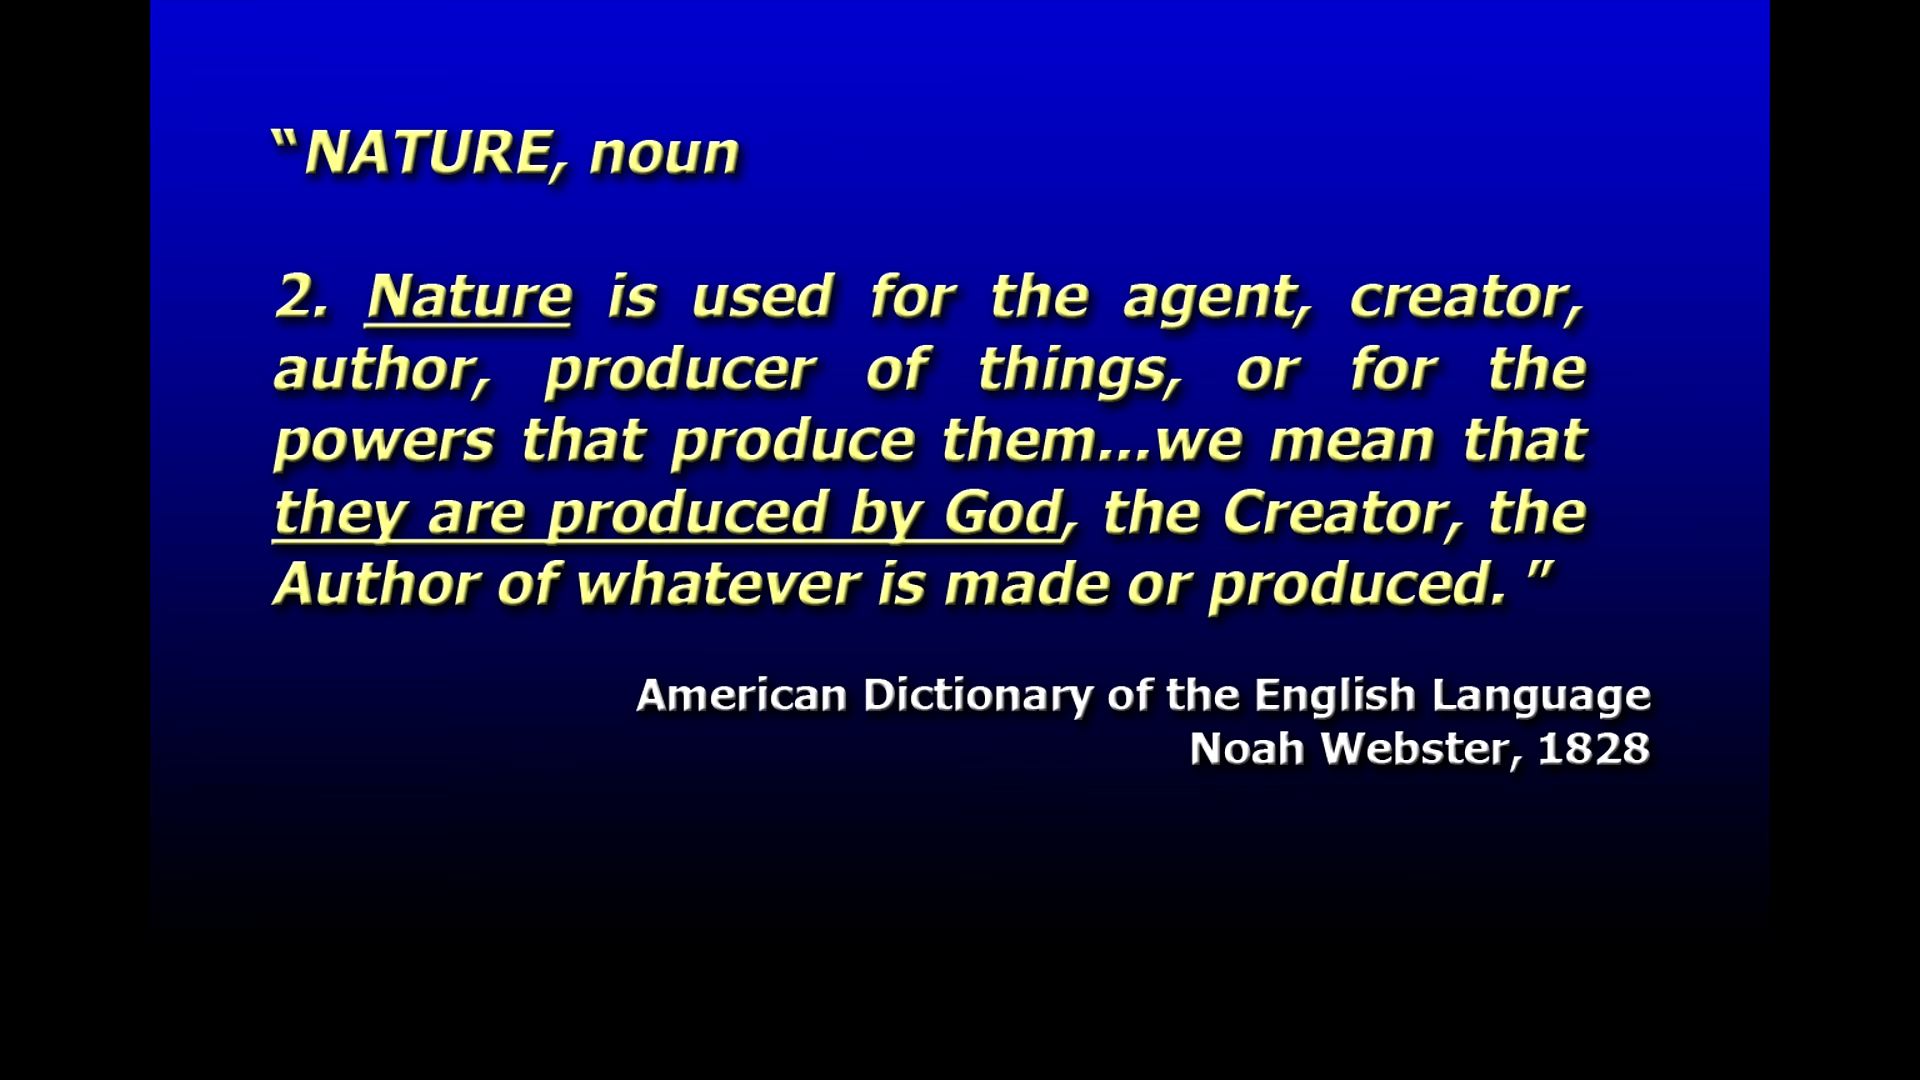 “NATURE, noun
2. Nature is used for the agent, creator,
author, producer of things, or for the
powers that produce them...we mean that
they are produced by God, the Creator, the
Author of whatever is made or produced.”
American Dictionary of the English Language
Noah Webster, 1828